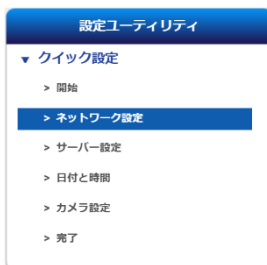 設定ユーティリティ
▼ クイック設定
> 開始
> ネットワーク設定
> サーバー設定
> 日付と時間
> カメラ設定
> 完了